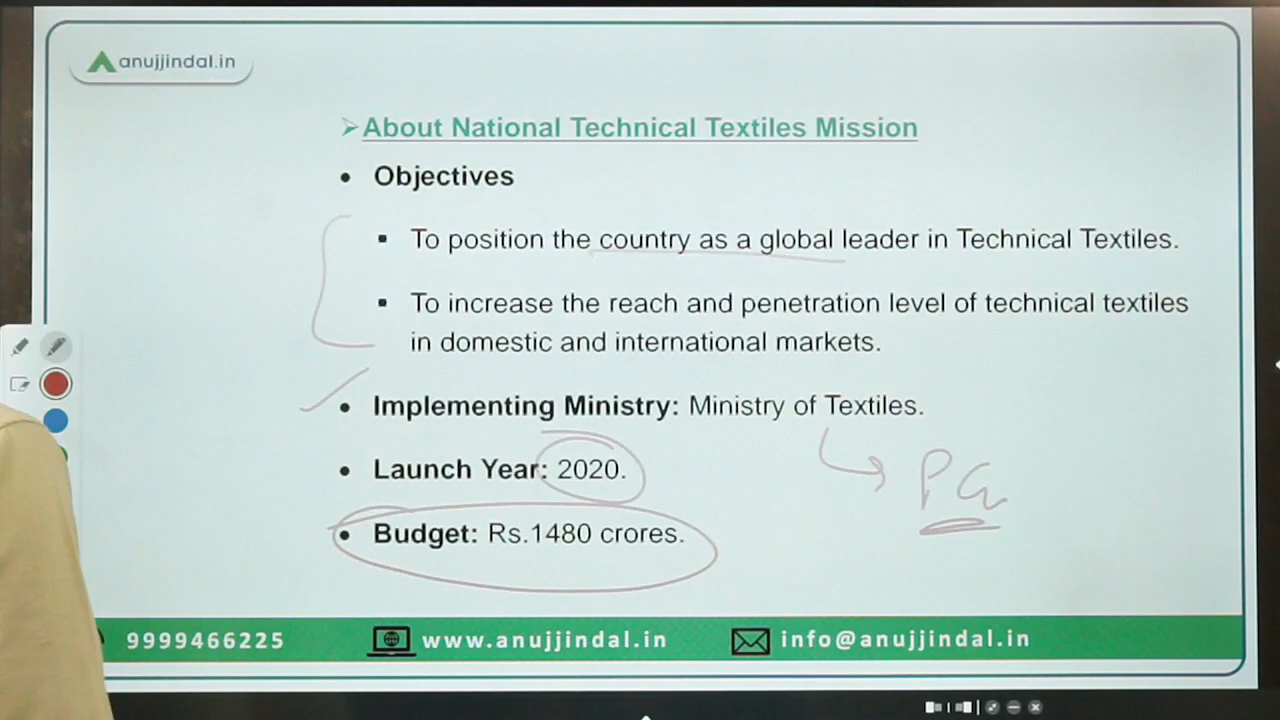 anujjindal.in
➢About National Technical Textiles Mission
• Objectives
▪ To position the country as a global leader in Technical Textiles.
▪ To increase the reach and penetration level of technical textiles
in domestic and international markets.
• Implementing Ministry: Ministry of Textiles.
• Launch Year: 2020.
• Budget: Rs.1480 crores.
9999466225 www.anujjindal.in info@anujjindal.in